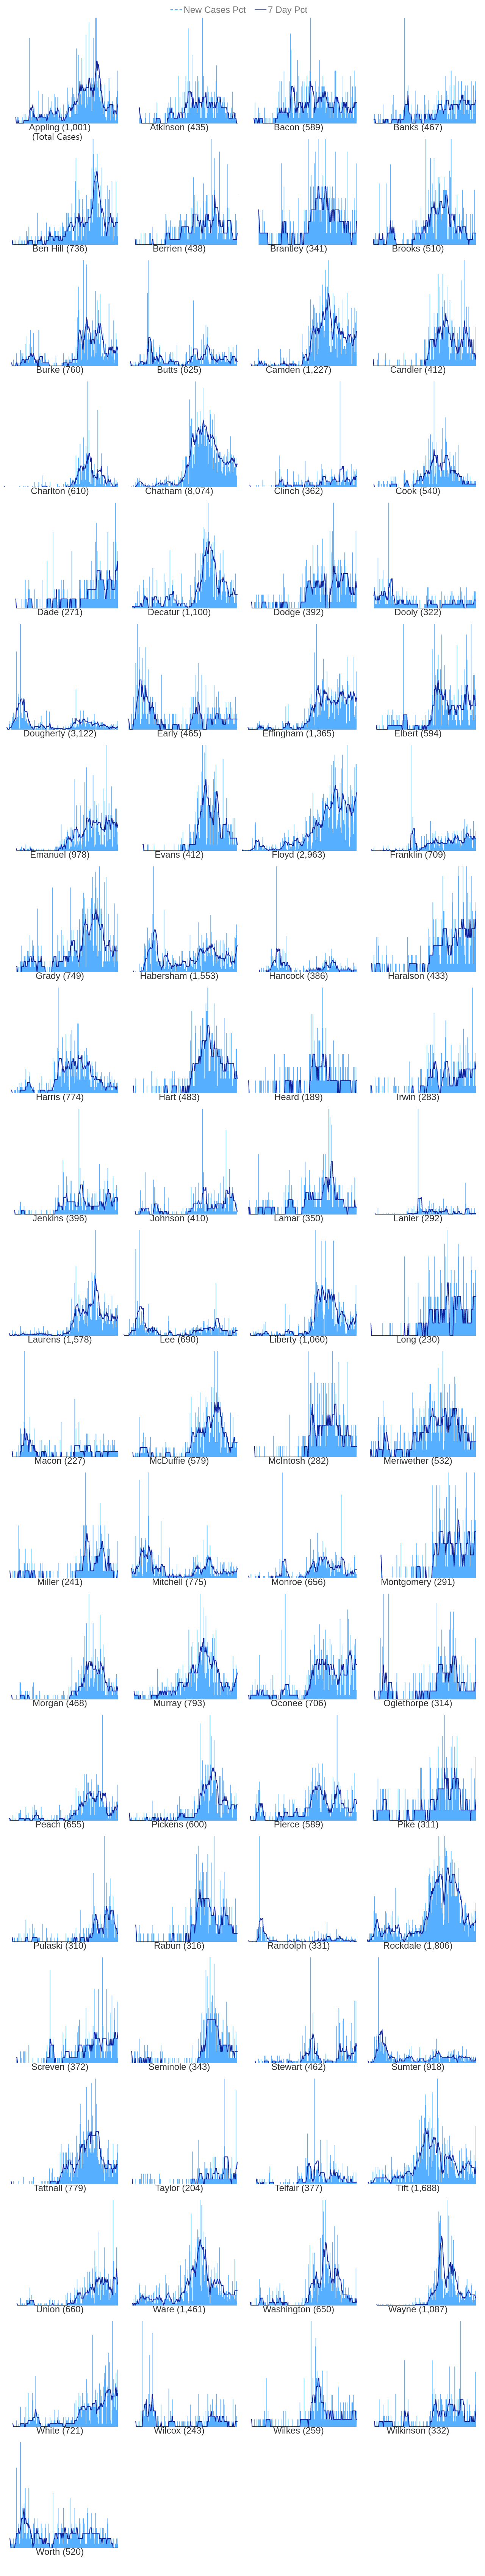 New Cases Pct 7 Day Pct
Appling (1,001) Atkinson (435) Bacon (589) Banks (467)
(Total Cases)
Ben Hill (736) Berrien (438) Brantley (341) Brooks (510)
Burke (760) Butts (625) Camden (1,227) Candler (412)
Charlton (610) Chatham (8,074) Clinch (362) Cook (540)
Dade (271) Decatur (1,100) Dodge (392) Dooly (322)
Dougherty (3,122) Early (465) Effingham (1,365) Elbert (594)
Emanuel (978) Evans (412) Floyd (2,963) Franklin (709)
Grady (749) Habersham (1,553) Hancock (386) Haralson (433)
Harris (774) Hart (483) Heard (189) Irwin (283)
Jenkins (396) Johnson (410) Lamar (350) Lanier (292)
Laurens (1,578) Lee (690) Liberty (1,060) Long (230)
Macon (227) McDuffie (579) McIntosh (282) Meriwether (532)
Miller (241) Mitchell (775) Monroe (656) Montgomery (291)
Morgan (468) Murray (793) Oconee (706) Oglethorpe (314)
Peach (655) Pickens (600) Pierce (589) Pike (311)
Pulaski (310) Rabun (316) Randolph (331) Rockdale (1,806)
Screven (372) Seminole (343) Stewart (462) Sumter (918)
Tattnall (779) Taylor (204) Telfair (377) Tift (1,688)
Union (660) Ware (1,461) Washington (650) Wayne (1,087)
White (721) Wilcox (243) Wilkes (259) Wilkinson (332)
Worth (520)